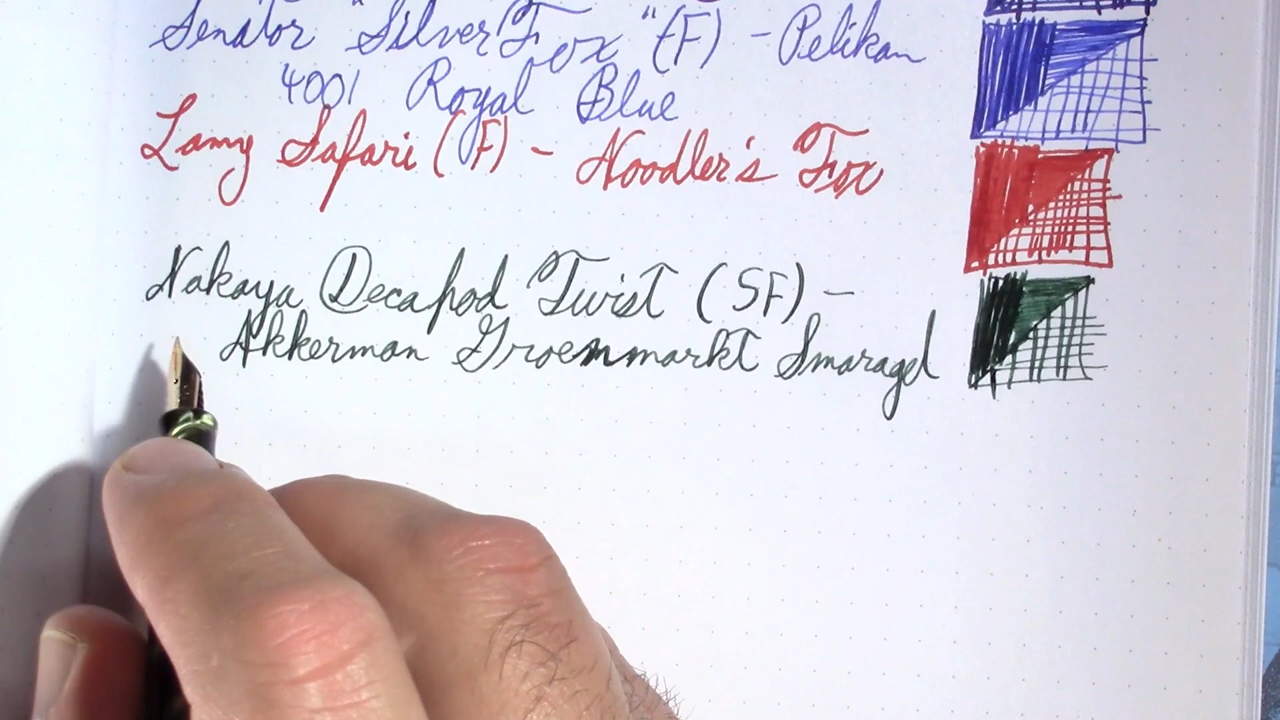 Senator "Silver Fox" (F) - Pelikan
4001 Royal Blue
Lamy Safari (F) - Noodler's Fox
Nakaya Decapod Twist (SF) -
Akkerman Groenmarkt Smaragd